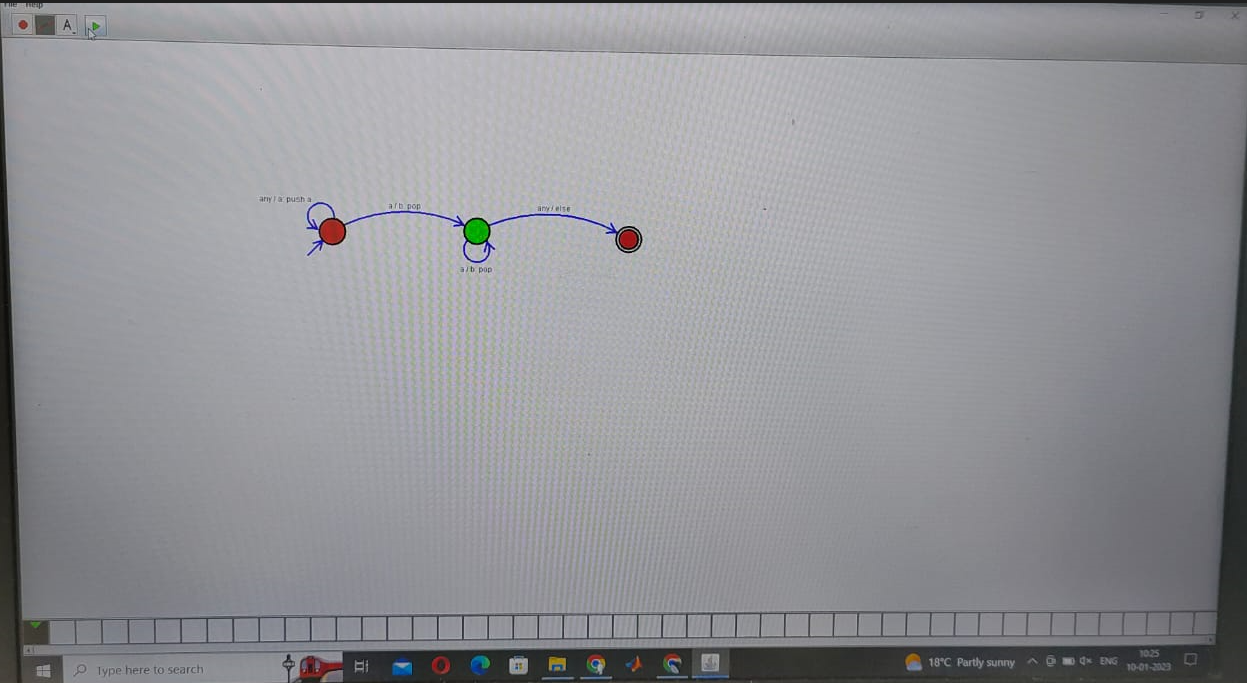 File Help
A
any / a push a
a / b pop
any / else
a / b pop
Type here to search
18°C Partly sunny
ENG
10:25
10-01-2023